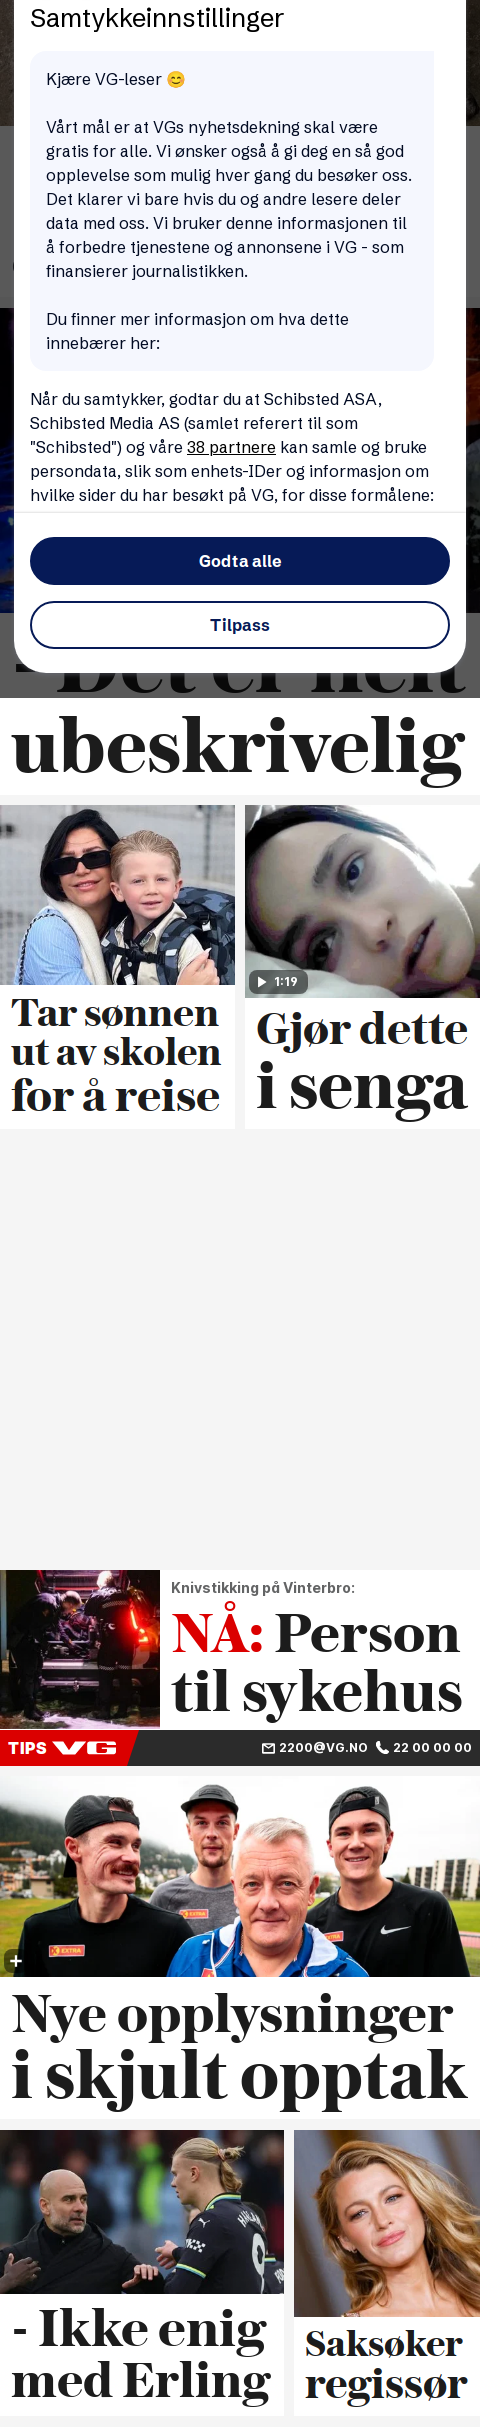 Samtykkeinnstillinger
Kjære VG-leser 😊
Vårt mål er at VGs nyhetsdekning skal være
gratis for alle. Vi ønsker også å gi deg en så god
opplevelse som mulig hver gang du besøker oss.
Det klarer vi bare hvis du og andre lesere deler
data med oss. Vi bruker denne informasjonen til
å forbedre tjenestene og annonsene i VG - som
finansierer journalistikken.
Du finner mer informasjon om hva dette
innebærer her:
Når du samtykker, godtar du at Schibsted ASA,
Schibsted Media AS (samlet referert til som
"Schibsted") og våre 38 partnere kan samle og bruke
persondata, slik som enhets-IDer og informasjon om
hvilke sider du har besøkt på VG, for disse formålene:
Godta alle
Tilpass
- Det er helt
ubeskrivelig
1:19
Tar sønnen
ut av skolen
for å reise
Gjør dette
i senga
Knivstikking på Vinterbro:
NÅ: Person
til sykehus
TIPS VG 2200@VG.NO 22 00 00 00
EXTRA
EXTRA
EXTRA
Nye opplysninger
i skjult opptak
9
- Ikke enig
med Erling
Saksøker
regissør